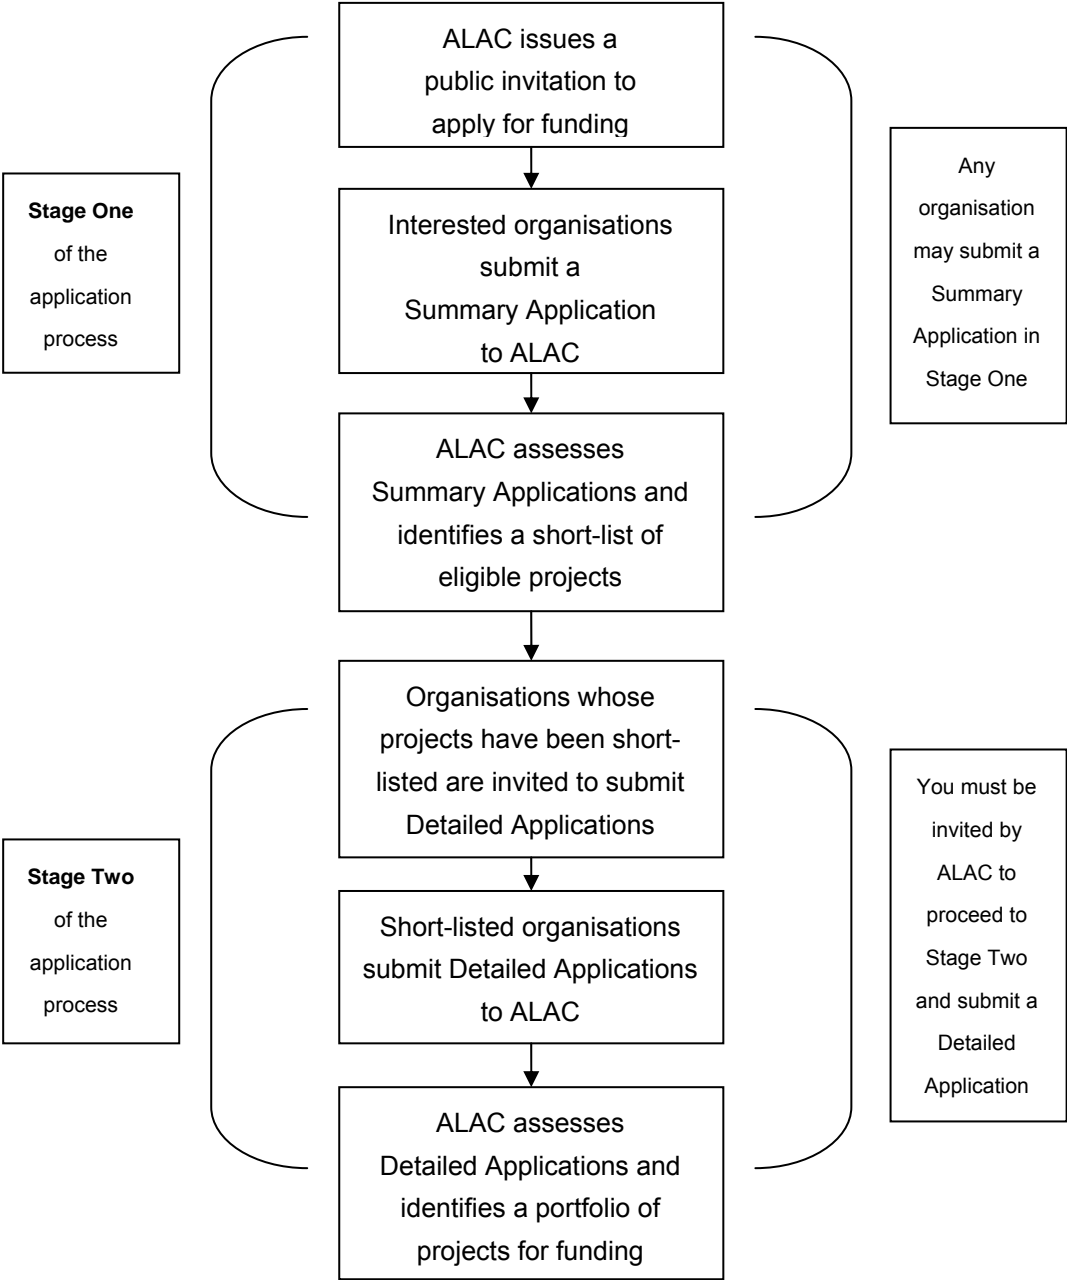 ALAC issues a
public invitation to
apply for funding
Stage One
of the
application
process
Any
organisation
may submit a
Summary
Application in
Stage One
Interested organisations
submit a
Summary Application
to ALAC
ALAC assesses
Summary Applications and
identifies a short-list of
eligible projects
Organisations whose
projects have been short-
listed are invited to submit
Detailed Applications
Stage Two
of the
application
process
You must be
invited by
ALAC to
proceed to
Stage Two
and submit a
Detailed
Application
Short-listed organisations
submit Detailed Applications
to ALAC
ALAC assesses
Detailed Applications and
identifies a portfolio of
projects for funding